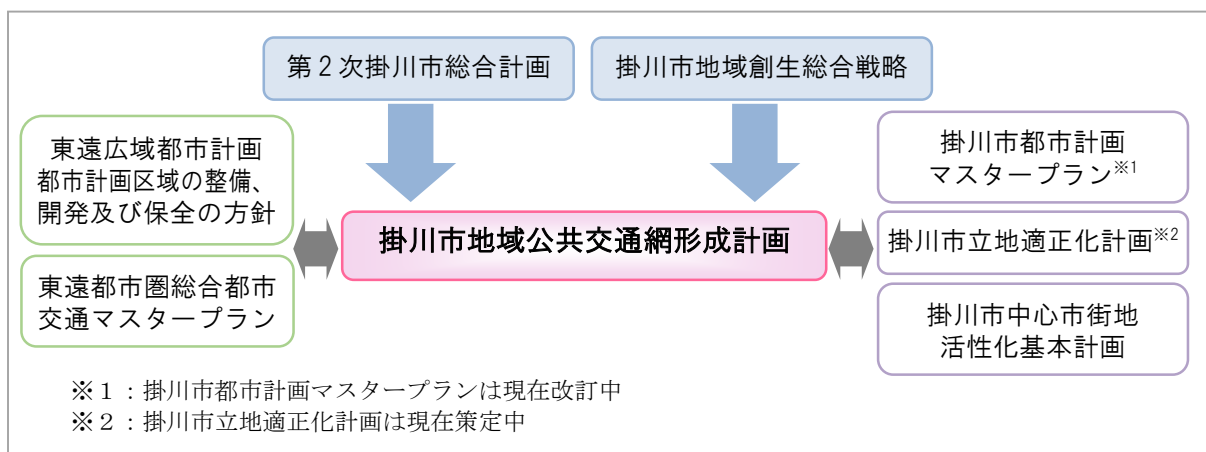 第2次掛川市総合計画
掛川市地域創生総合戦略
東遠広域都市計画
都市計画区域の整備、
開発及び保全の方針
東遠都市圏総合都市
交通マスタープラン
掛川市地域公共交通網形成計画
掛川市都市計画
マスタープラン※1
掛川市立地適正化計画※2
掛川市中心市街地
活性化基本計画
※1：掛川市都市計画マスタープランは現在改訂中
※2：掛川市立地適正化計画は現在策定中